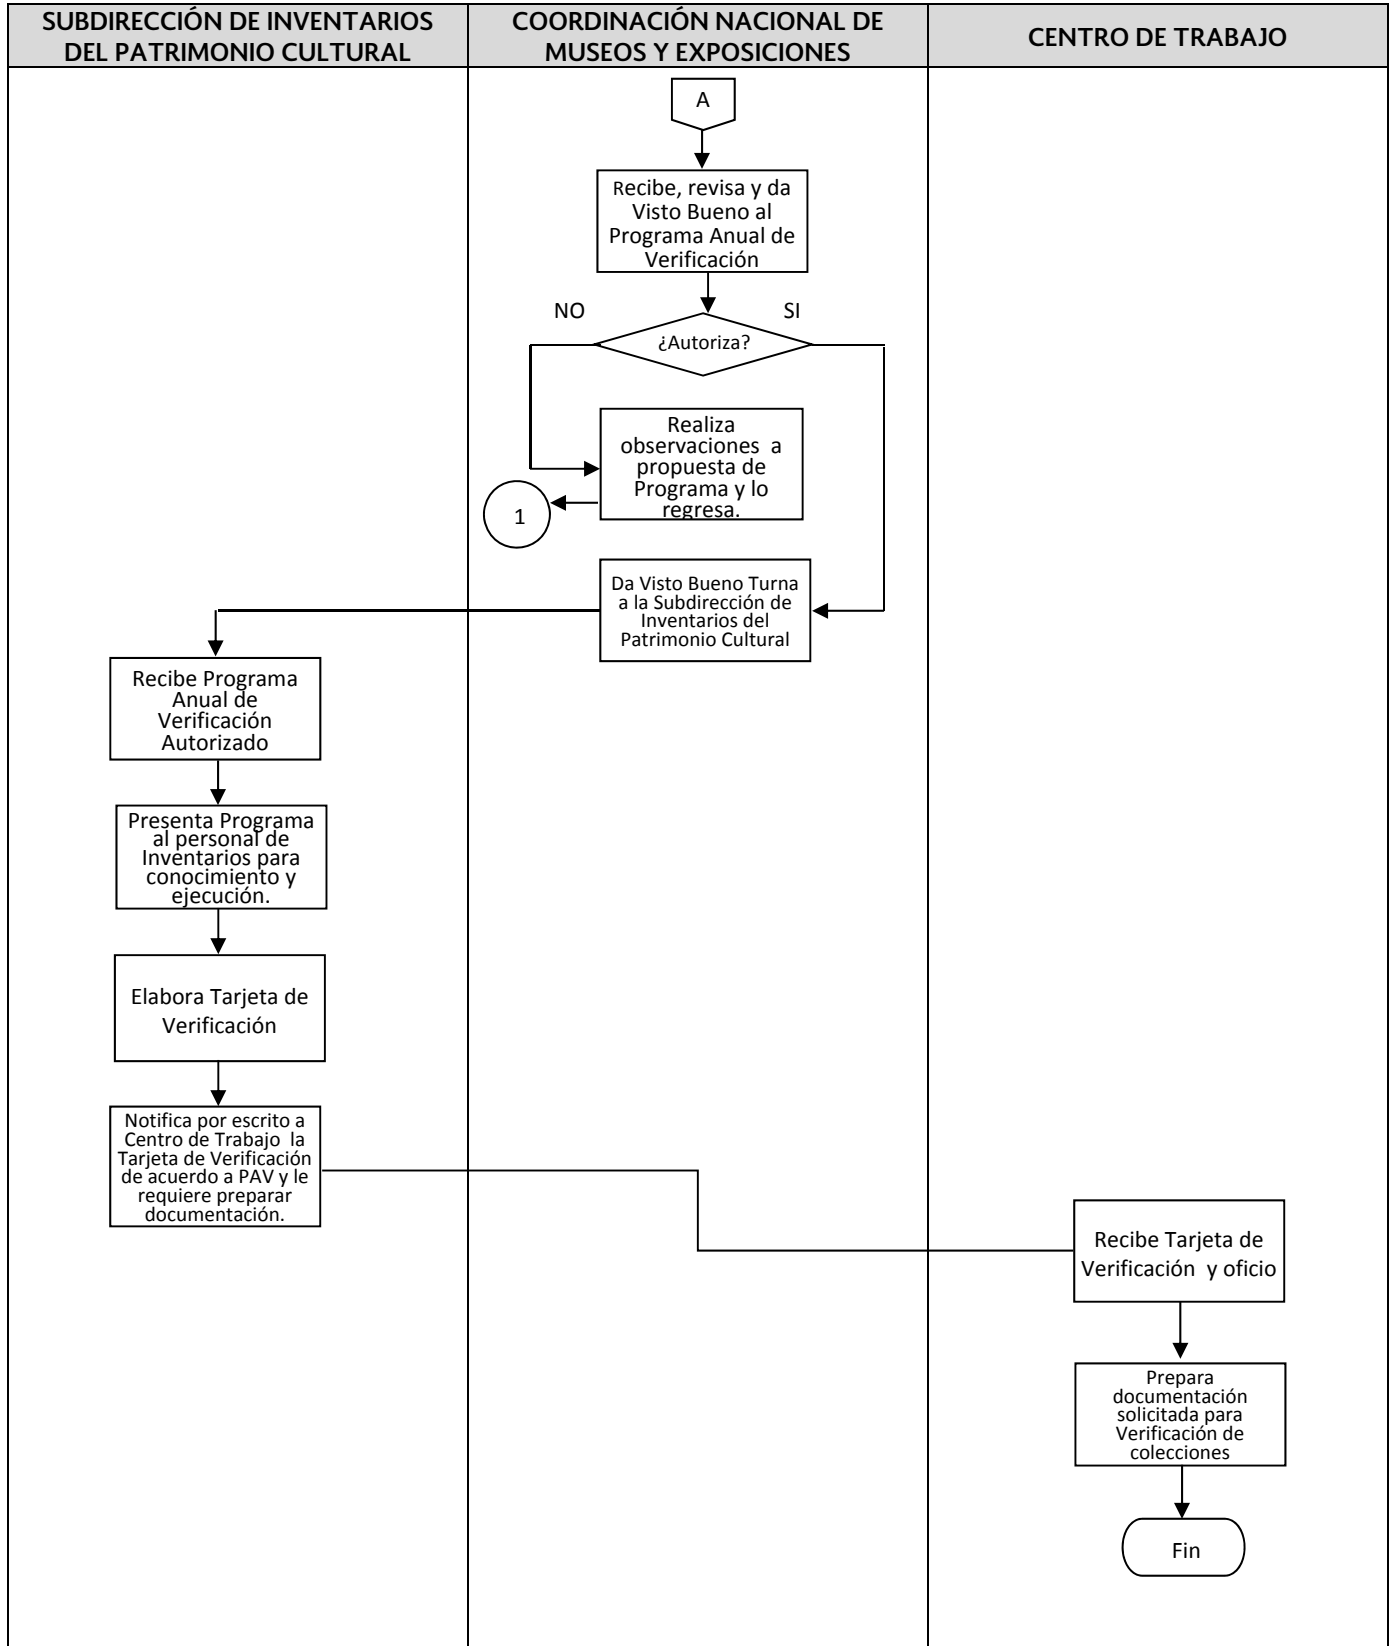 SUBDIRECCIÓN DE INVENTARIOS
DEL PATRIMONIO CULTURAL
COORDINACIÓN NACIONAL DE
MUSEOS Y EXPOSICIONES
CENTRO DE TRABAJO
A
Recibe, revisa y da
Visto Bueno al
Programa Anual de
Verificación
NO
SI
¿Autoriza?
Realiza
observaciones a
propuesta de
Programa y lo
regresa.
1
Da Visto Bueno Turna
a la Subdirección de
Inventarios del
Patrimonio Cultural
Recibe Programa
Anual de
Verificación
Autorizado
Presenta Programa
al personal de
Inventarios para
conocimiento y
ejecución.
Elabora Tarjeta de
Verificación
Notifica por escrito a
Centro de Trabajo la
Tarjeta de Verificación
de acuerdo a PAV y le
requiere preparar
documentación.
Recibe Tarjeta de
Verificación y oficio
Prepara
documentación
solicitada para
Verificación de
colecciones
Fin